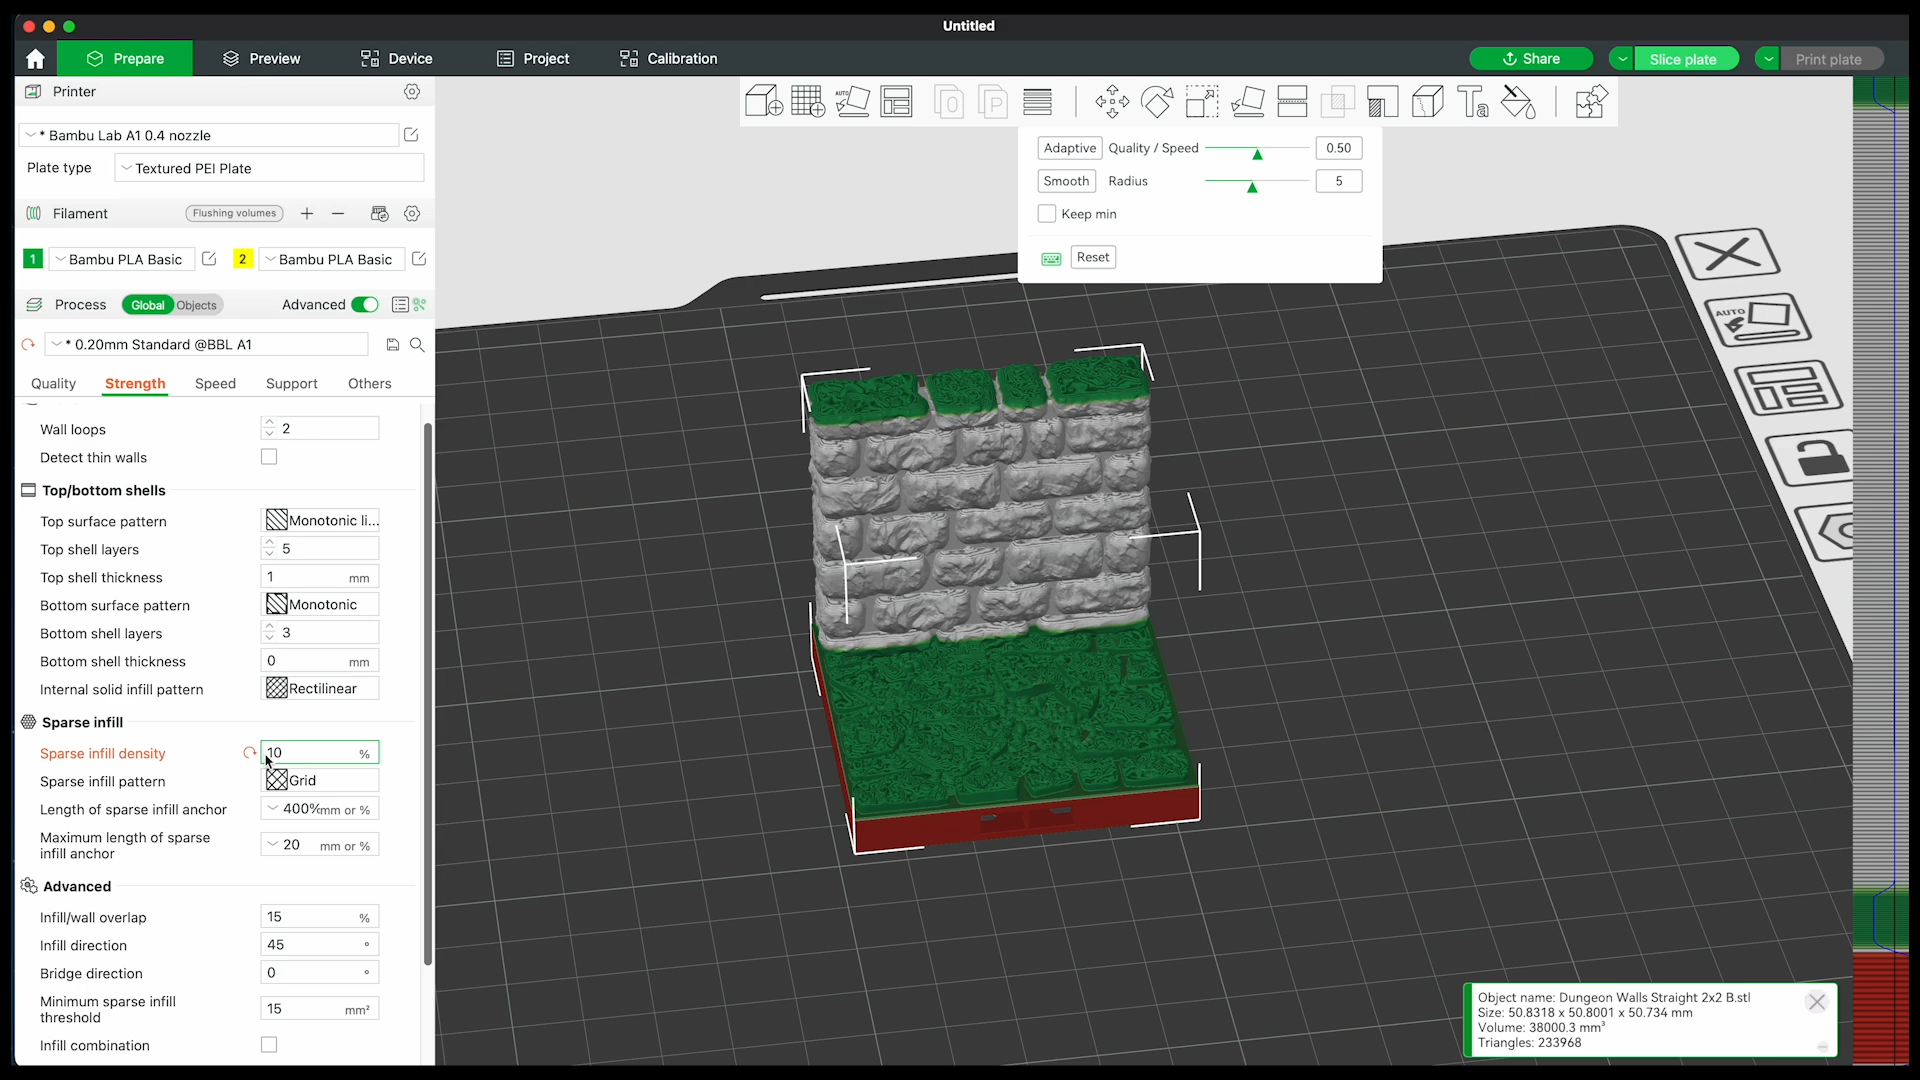 Untitled
Prepare
Preview
Device
Project
Calibration
Share
Slice plate
Print plate
Printer
* Bambu Lab A1 0.4 nozzle
Plate type
Textured PEI Plate
Filament
Flushing volumes
1
Bambu PLA Basic
2
Bambu PLA Basic
Process
Global
Objects
Advanced
* 0.20mm Standard @BBL A1
Quality
Strength
Speed
Support
Others
Wall loops
2
Detect thin walls
Top/bottom shells
Top surface pattern
Monotonic li...
Top shell layers
5
Top shell thickness
1 mm
Bottom surface pattern
Monotonic
Bottom shell layers
3
Bottom shell thickness
0 mm
Internal solid infill pattern
Rectilinear
Sparse infill
Sparse infill density
10 %
Sparse infill pattern
Grid
Length of sparse infill anchor
400% mm or %
Maximum length of sparse
infill anchor
20 mm or %
Advanced
Infill/wall overlap
15 %
Infill direction
45 °
Bridge direction
0 °
Minimum sparse infill
threshold
15 mm²
Infill combination
AUTO
O
P
Ta
Adaptive
Quality / Speed
0.50
Smooth
Radius
5
Keep min
Reset
AUTO
Object name: Dungeon Walls Straight 2x2 B.stl
Size: 50.8318 x 50.8001 x 50.734 mm
Volume: 38000.3 mm³
Triangles: 233968